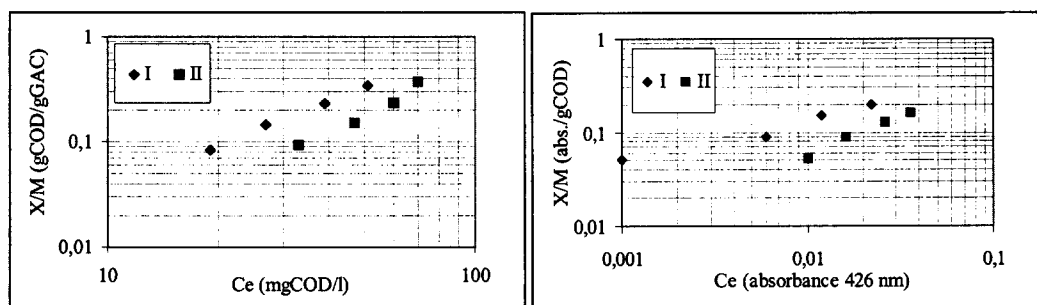 1
I
II
X/M (gCOD/gGAC)
0,1
0,01
10
100
Ce (mgCOD/l)
1
I
II
X/M (abs./gCOD)
0,1
0,01
0,001
0,01
0,1
Ce (absorbance 426 nm)